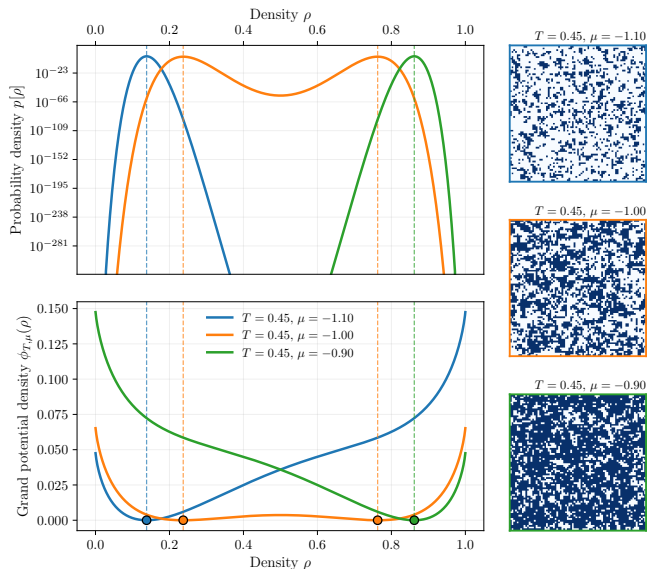 Density ρ
0.0 0.2 0.4 0.6 0.8 1.0
Probability density p[ρ]
10⁻²³
10⁻⁶⁶
10⁻¹⁰⁹
10⁻¹⁵²
10⁻¹⁹⁵
10⁻²³⁸
10⁻²⁸¹
Grand potential density ϕ_{T,μ}(ρ)
0.150
0.125
0.100
0.075
0.050
0.025
0.000
T = 0.45, μ = −1.10
T = 0.45, μ = −1.00
T = 0.45, μ = −0.90
0.0 0.2 0.4 0.6 0.8 1.0
Density ρ
T = 0.45, μ = −1.10
T = 0.45, μ = −1.00
T = 0.45, μ = −0.90